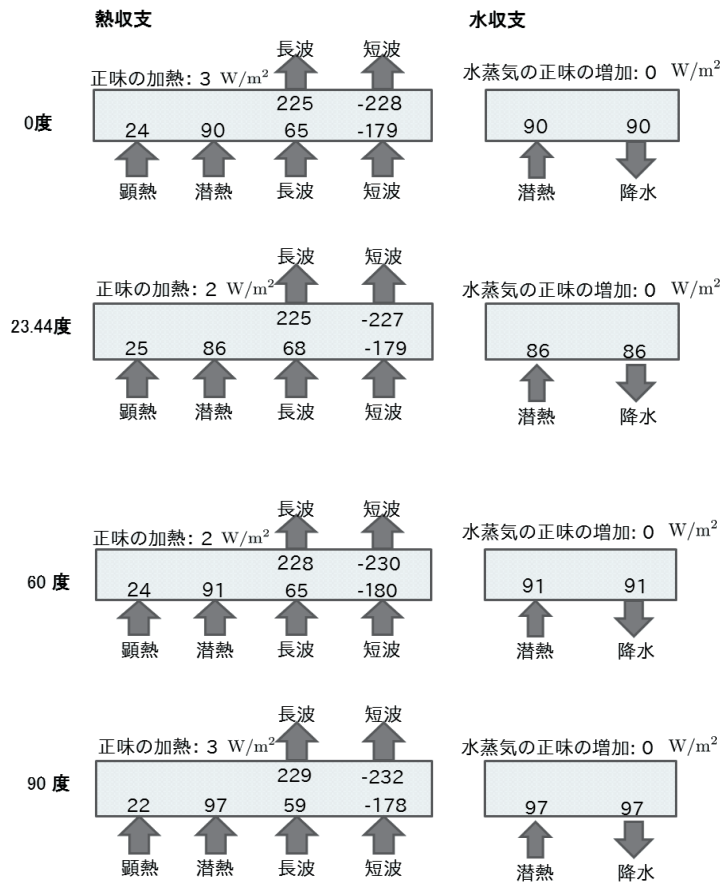 熱収支
水収支
0度
長波 短波
正味の加熱: 3 W/m²
225 -228
24 90 65 -179
顕熱 潜熱 長波 短波
水蒸気の正味の増加: 0 W/m²
90 90
潜熱 降水
23.44度
長波 短波
正味の加熱: 2 W/m²
225 -227
25 86 68 -179
顕熱 潜熱 長波 短波
水蒸気の正味の増加: 0 W/m²
86 86
潜熱 降水
60 度
長波 短波
正味の加熱: 2 W/m²
228 -230
24 91 65 -180
顕熱 潜熱 長波 短波
水蒸気の正味の増加: 0 W/m²
91 91
潜熱 降水
90 度
長波 短波
正味の加熱: 3 W/m²
229 -232
22 97 59 -178
顕熱 潜熱 長波 短波
水蒸気の正味の増加: 0 W/m²
97 97
潜熱 降水